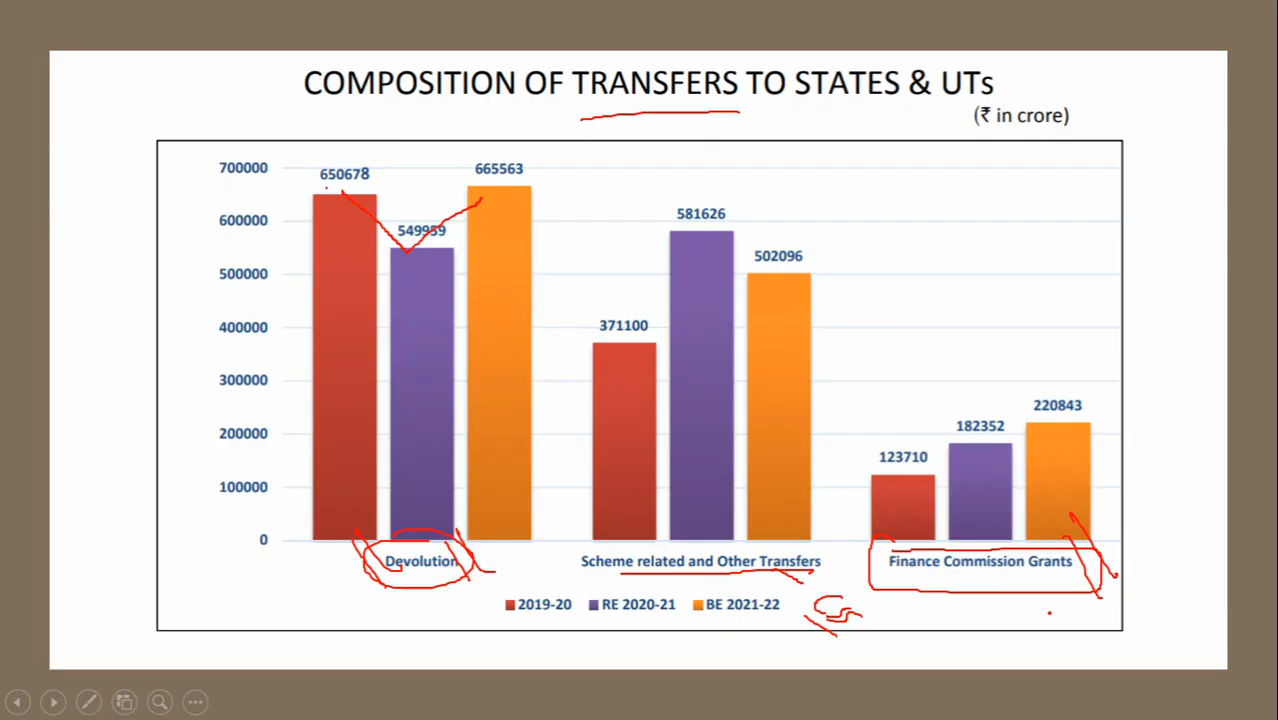 COMPOSITION OF TRANSFERS TO STATES & UTs
(₹ in crore)
700000
600000
500000
400000
300000
200000
100000
0
650678
549959
665563
371100
581626
502096
123710
182352
220843
Devolution
Scheme related and Other Transfers
Finance Commission Grants
2019-20 RE 2020-21 BE 2021-22